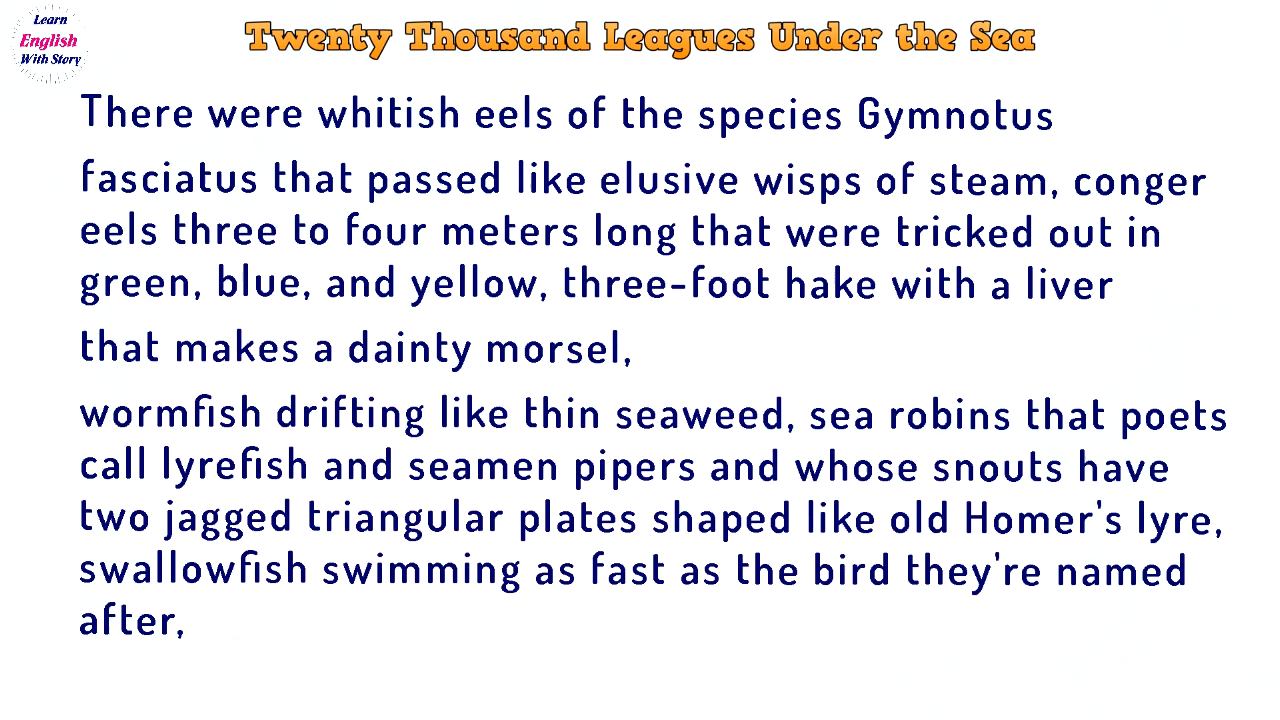 Learn
English
With Story
Twenty Thousand Leagues Under the Sea
There were whitish eels of the species Gymnotus
fasciatus that passed like elusive wisps of steam, conger
eels three to four meters long that were tricked out in
green, blue, and yellow, three-foot hake with a liver
that makes a dainty morsel,
wormfish drifting like thin seaweed, sea robins that poets
call lyrefish and seamen pipers and whose snouts have
two jagged triangular plates shaped like old Homer's lyre,
swallowfish swimming as fast as the bird they're named
after,